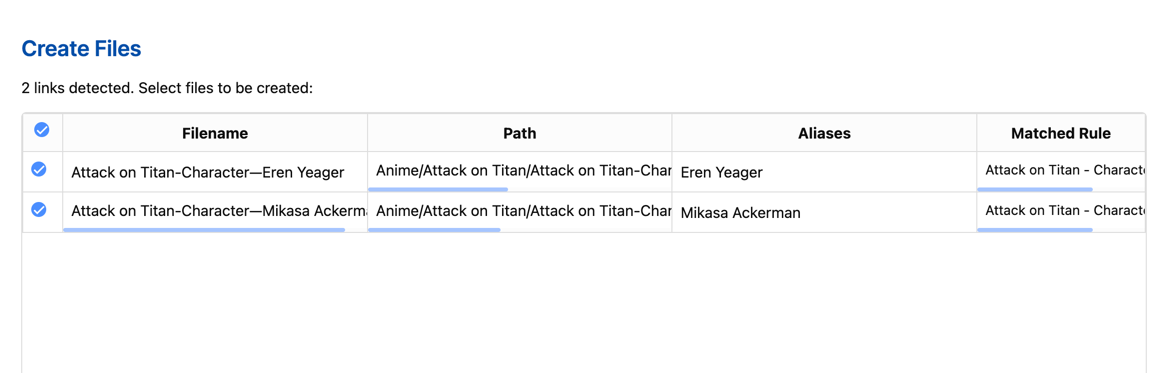 Create Files
2 links detected. Select files to be created:
Filename Path Aliases Matched Rule
Attack on Titan-Character—Eren Yeager Anime/Attack on Titan/Attack on Titan-Char Eren Yeager Attack on Titan - Characte
Attack on Titan-Character—Mikasa Ackerm Anime/Attack on Titan/Attack on Titan-Char Mikasa Ackerman Attack on Titan - Characte